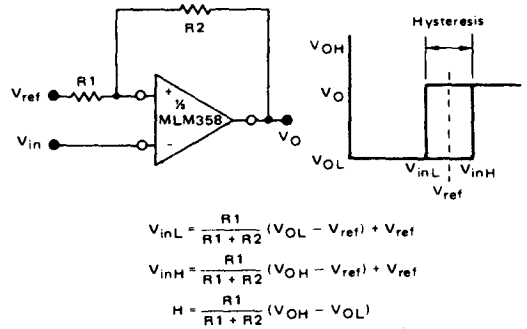 R2
Hysteresis
VOH
R1
Vref
+
½
MLM358
VO
VO
Vin
-
VOL
VinL
VinH
Vref
VinL = R1 / (R1 + R2) (VOL – Vref) + Vref
VinH = R1 / (R1 + R2) (VOH – Vref) + Vref
H = R1 / (R1 + R2) (VOH – VOL)